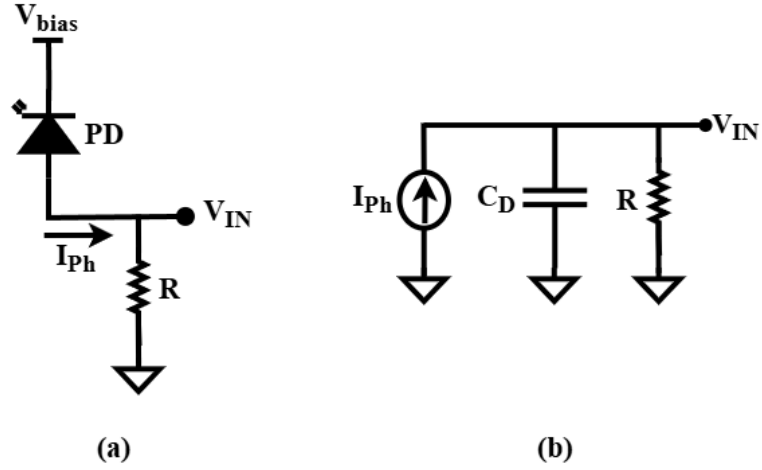 V_bias
PD
V_IN
I_Ph
R
(a)
V_IN
I_Ph
C_D
R
(b)